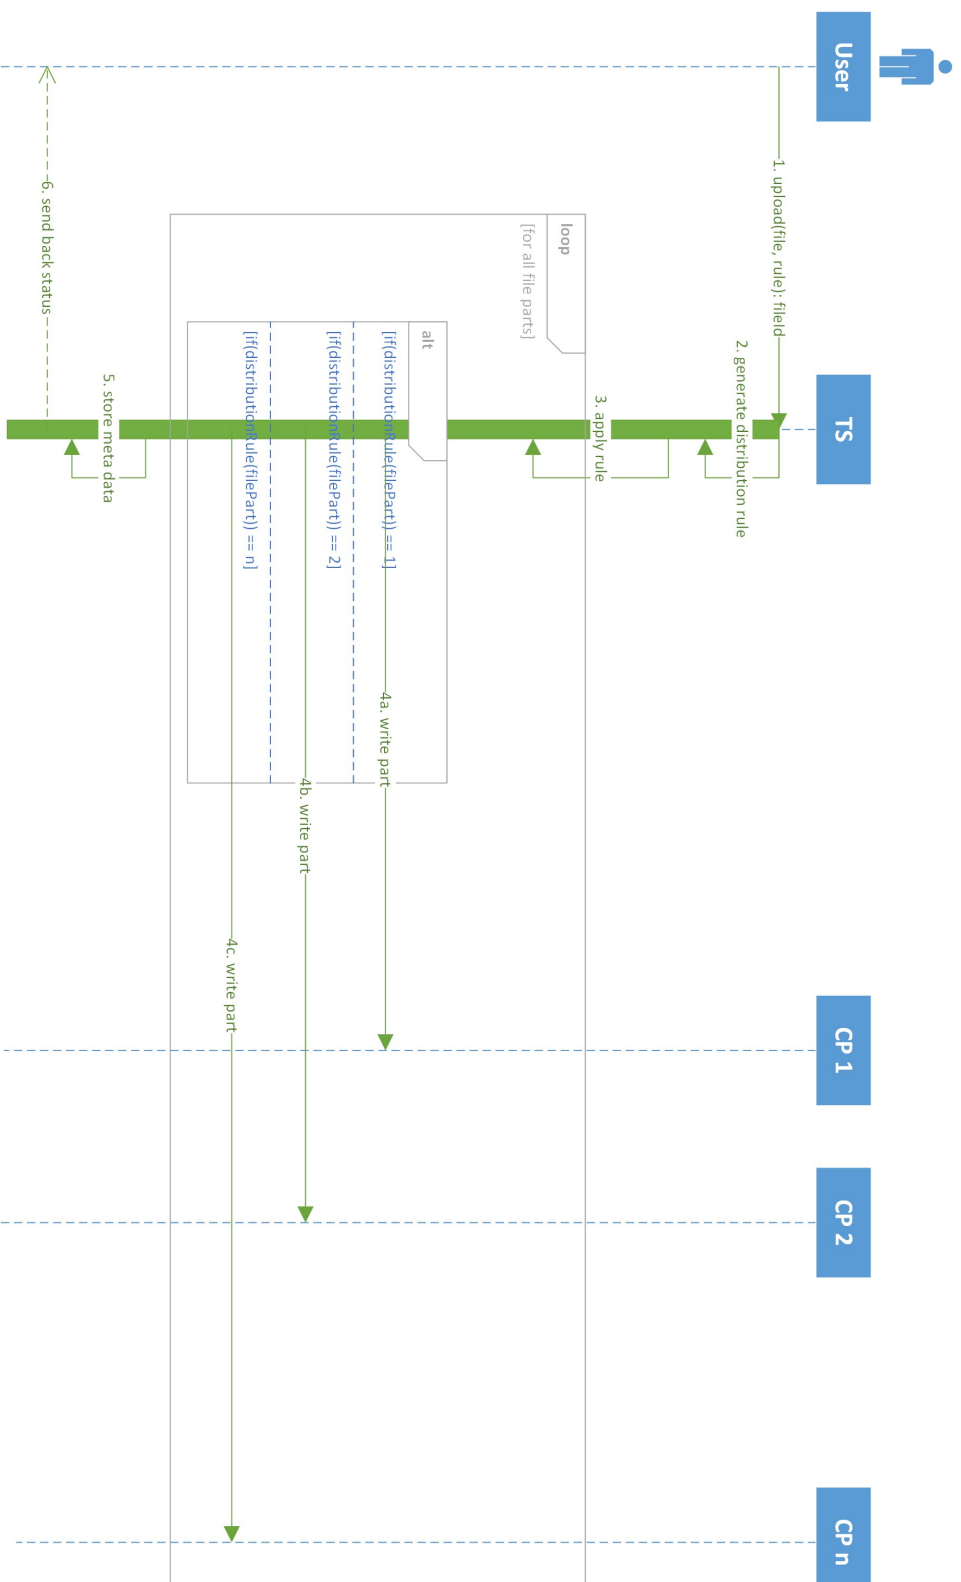 User
TS
CP 1
CP 2
CP n
1. upload(file, rule): fileId
2. generate distribution rule
3. apply rule
loop
[for all file parts]
alt
[if(distributionRule(filePart)) == 1]
4a. write part
[if(distributionRule(filePart)) == 2]
4b. write part
[if(distributionRule(filePart)) == n]
4c. write part
5. store meta data
6. send back status